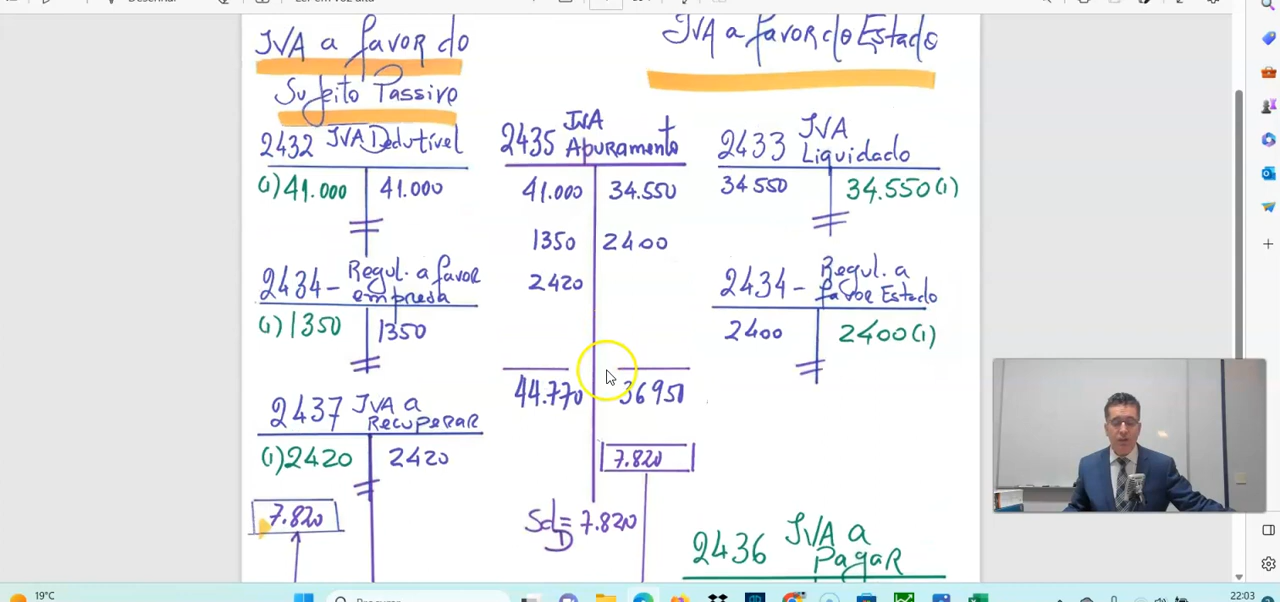 IVA a favor do
Sujeito Passivo
IVA a favor do Estado
2432 IVA Dedutível
(1) 41.000
41.000
2434 - Regul. a favor
empresa
(1) 1350
1350
2437 IVA a
Recuperar
(1) 2420
2420
7.820
2435 IVA
Apuramento
41.000
34.550
1350
2400
2420
44.770
36950
7.820
Sd = 7.820
D
2433 IVA
Liquidado
34 550
34.550 (1)
2434 - Regul. a
favor Estado
2400
2400 (1)
2436 IVA a
Pagar
19°C
22:03